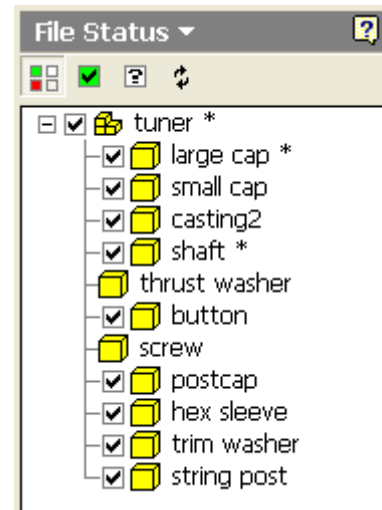 File Status
tuner *
large cap *
small cap
casting2
shaft *
thrust washer
button
screw
postcap
hex sleeve
trim washer
string post